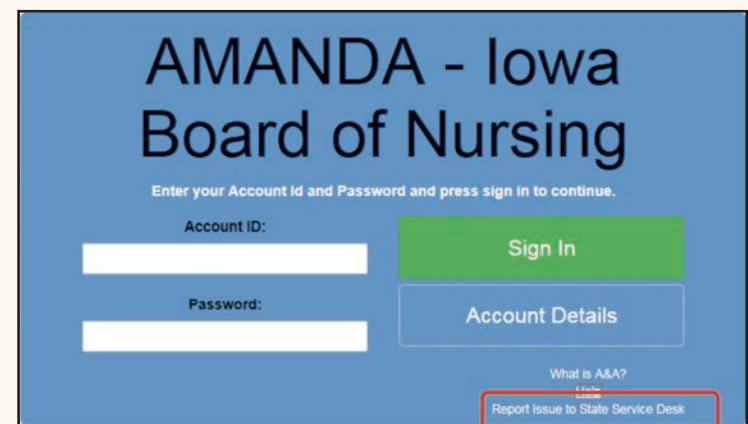 AMANDA - Iowa
Board of Nursing
Enter your Account Id and Password and press sign in to continue.
Account ID:
Sign In
Password:
Account Details
What is A&A?
Help
Report Issue to State Service Desk